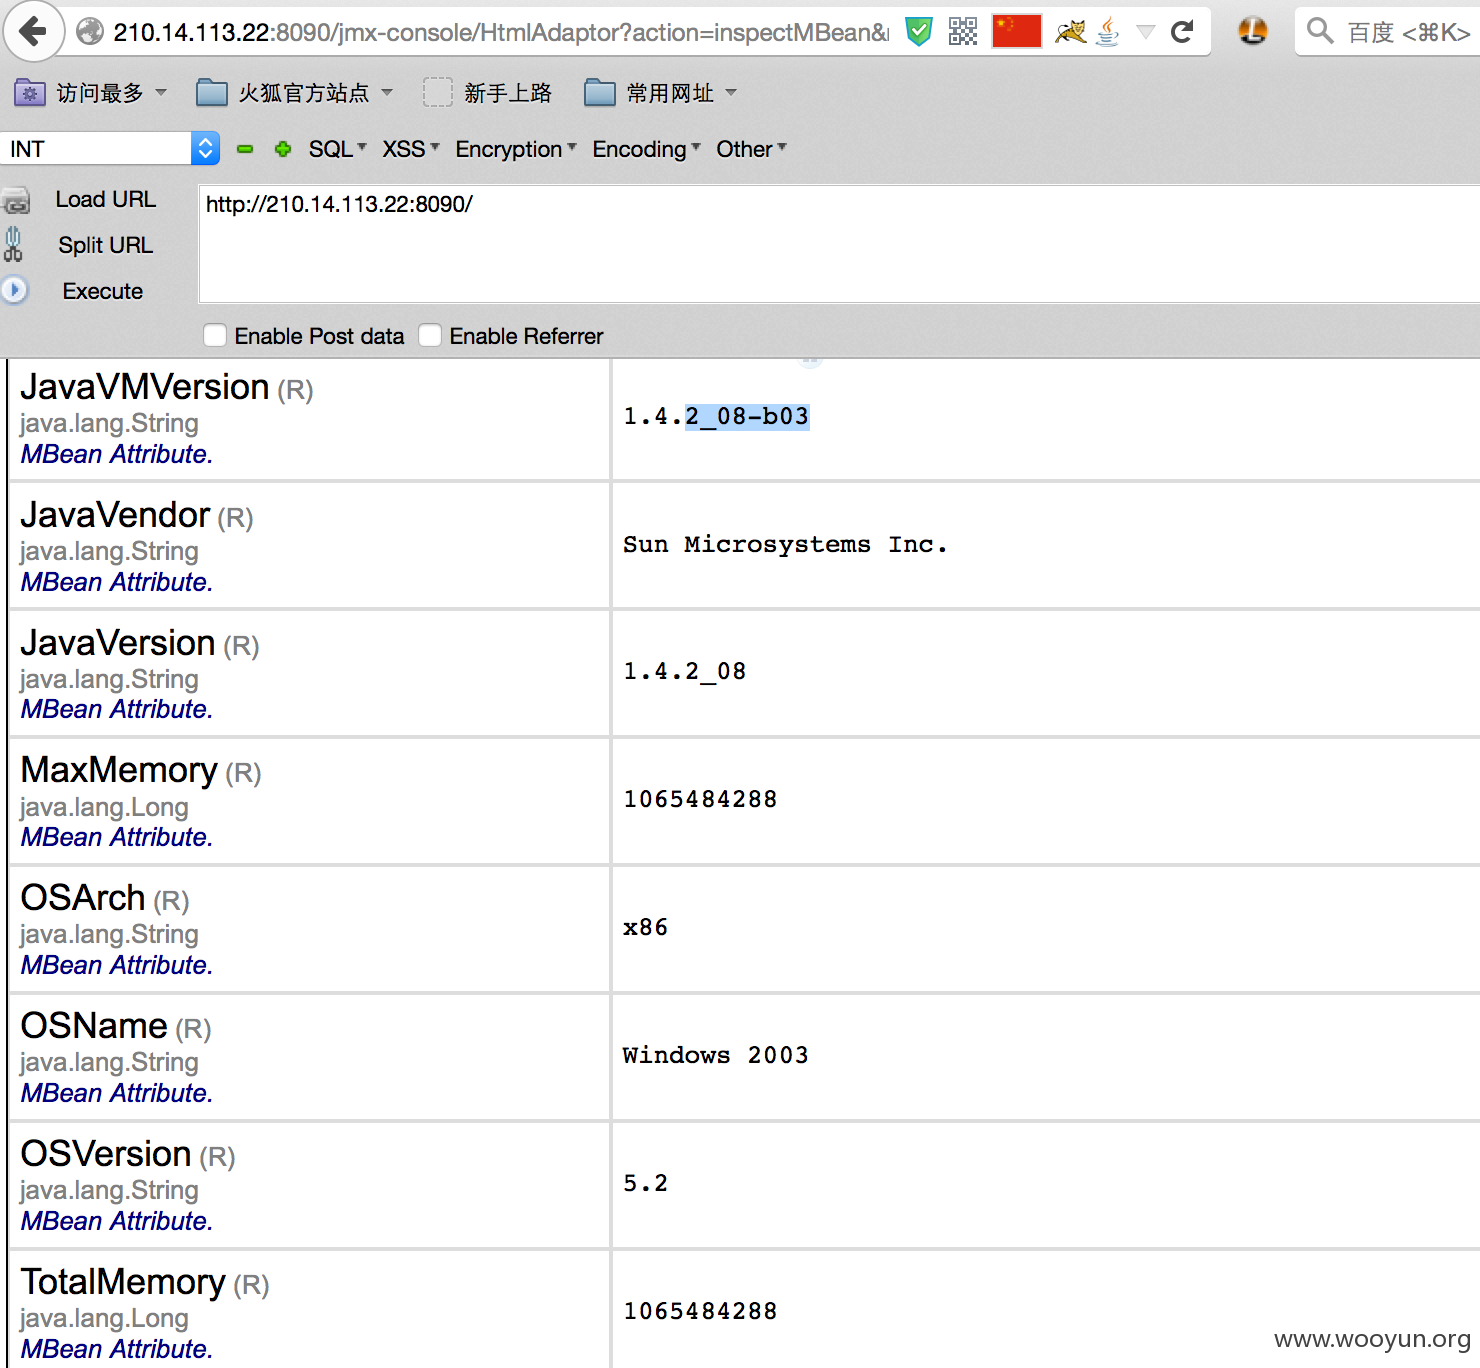 210.14.113.22:8090/jmx-console/HtmlAdaptor?action=inspectMBean&
百度 <⌘K>
访问最多 火狐官方站点 新手上路 常用网址
INT SQL XSS Encryption Encoding Other
Load URL http://210.14.113.22:8090/
Split URL
Execute
Enable Post data Enable Referrer
JavaVMVersion (R)
java.lang.String
MBean Attribute.
1.4.2_08-b03
JavaVendor (R)
java.lang.String
MBean Attribute.
Sun Microsystems Inc.
JavaVersion (R)
java.lang.String
MBean Attribute.
1.4.2_08
MaxMemory (R)
java.lang.Long
MBean Attribute.
1065484288
OSArch (R)
java.lang.String
MBean Attribute.
x86
OSName (R)
java.lang.String
MBean Attribute.
Windows 2003
OSVersion (R)
java.lang.String
MBean Attribute.
5.2
TotalMemory (R)
java.lang.Long
MBean Attribute.
1065484288
www.wooyun.org